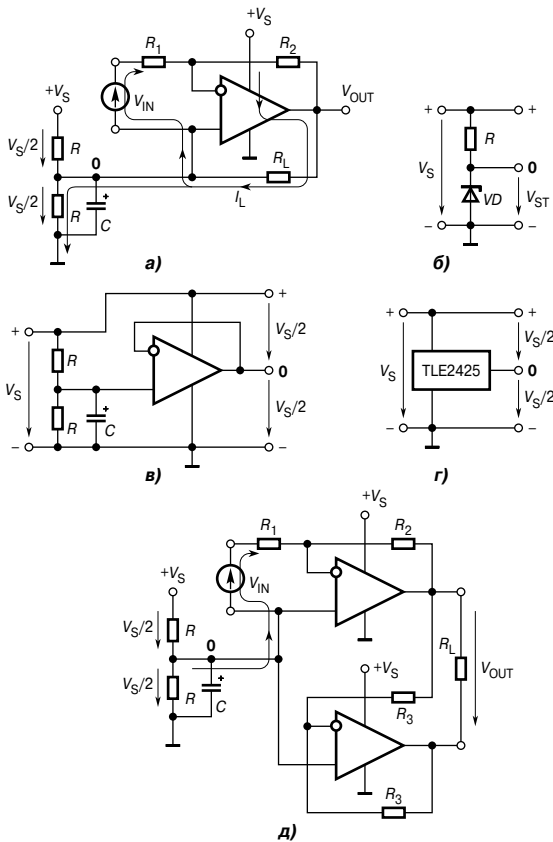 +VS
R1
R2
VIN
VOUT
+VS
VS/2
R
0
RL
VS/2
R
+
C
IL
а)
+
+
R
VS
0
VD
VST
−
−
б)
+
+
VS/2
R
VS
0
R
+
C
VS/2
−
−
в)
+
+
VS/2
VS
TLE2425
0
VS/2
−
−
г)
+VS
R1
R2
VIN
+VS
VS/2
R
0
VS/2
R
+
C
+VS
RL
VOUT
R3
R3
д)